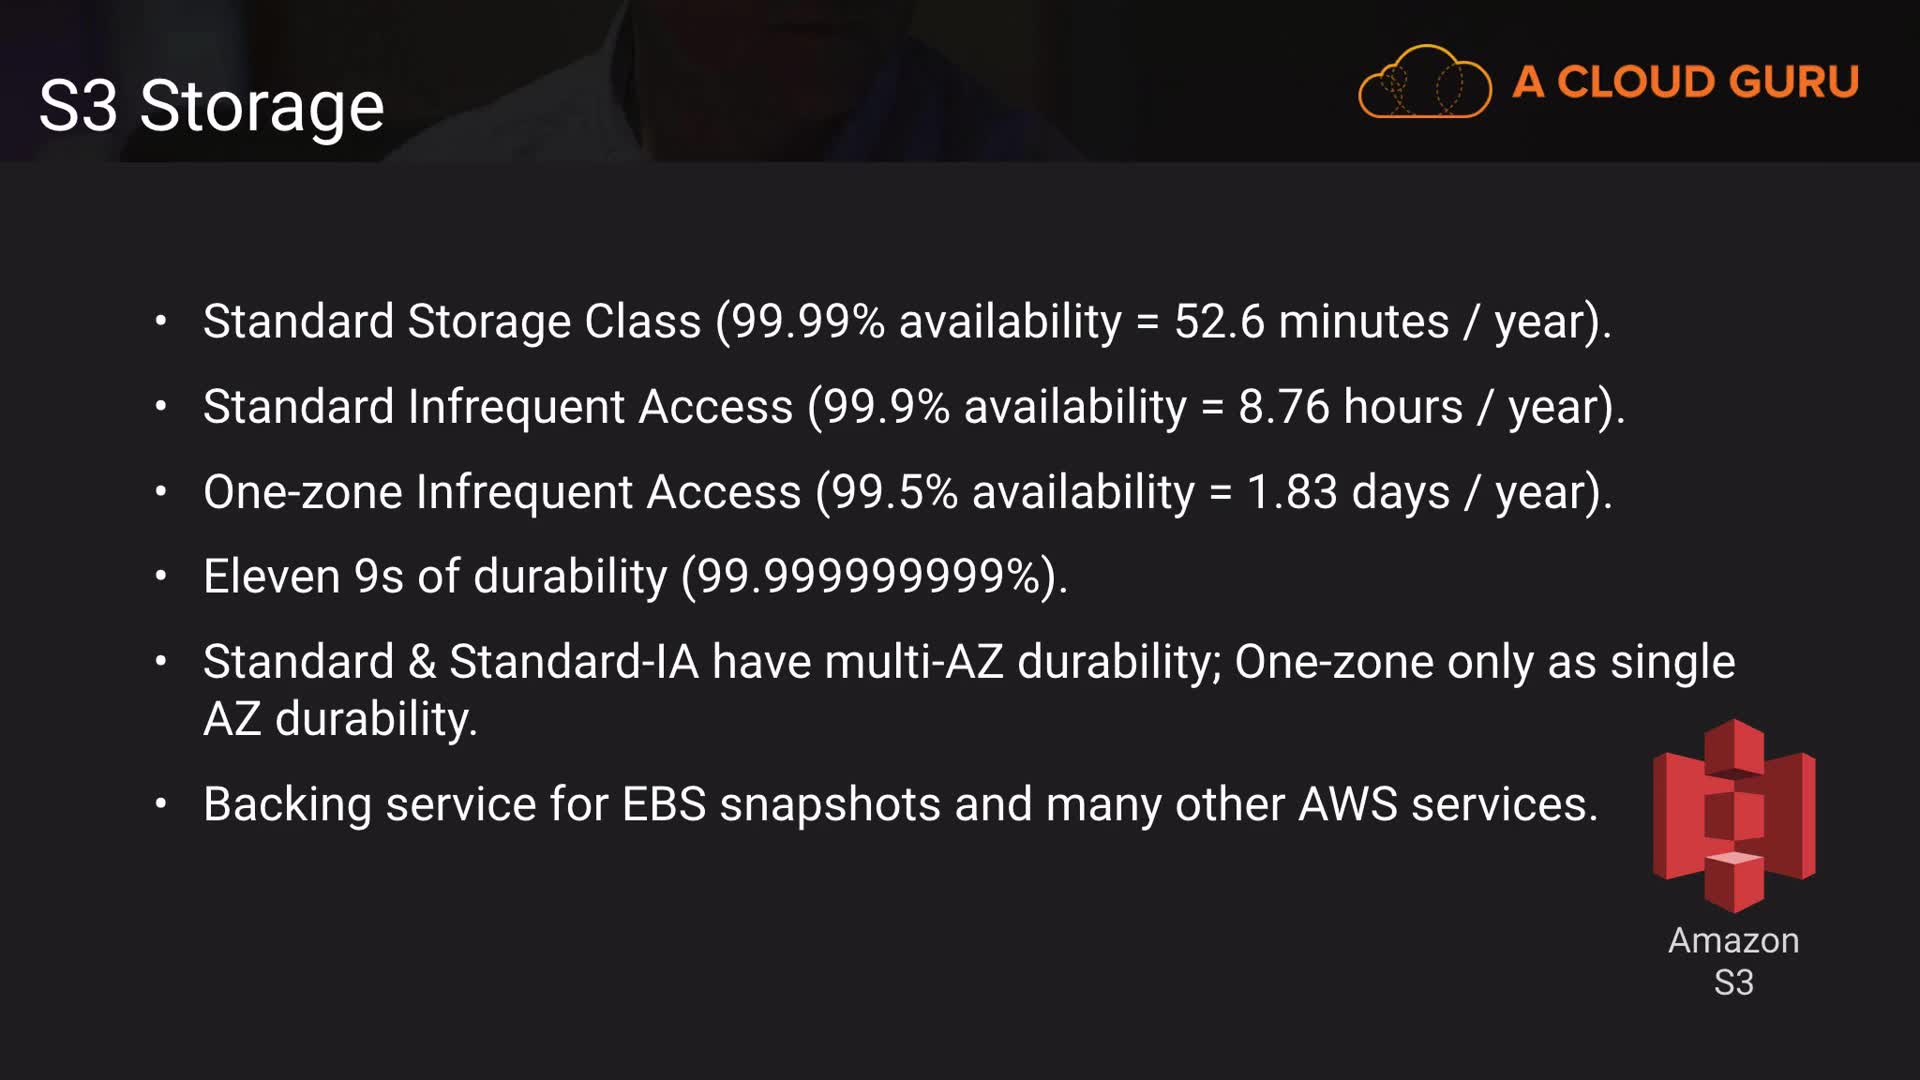 S3 Storage
A CLOUD GURU
• Standard Storage Class (99.99% availability = 52.6 minutes / year).
• Standard Infrequent Access (99.9% availability = 8.76 hours / year).
• One-zone Infrequent Access (99.5% availability = 1.83 days / year).
• Eleven 9s of durability (99.999999999%).
• Standard & Standard-IA have multi-AZ durability; One-zone only as single
AZ durability.
• Backing service for EBS snapshots and many other AWS services.
Amazon
S3